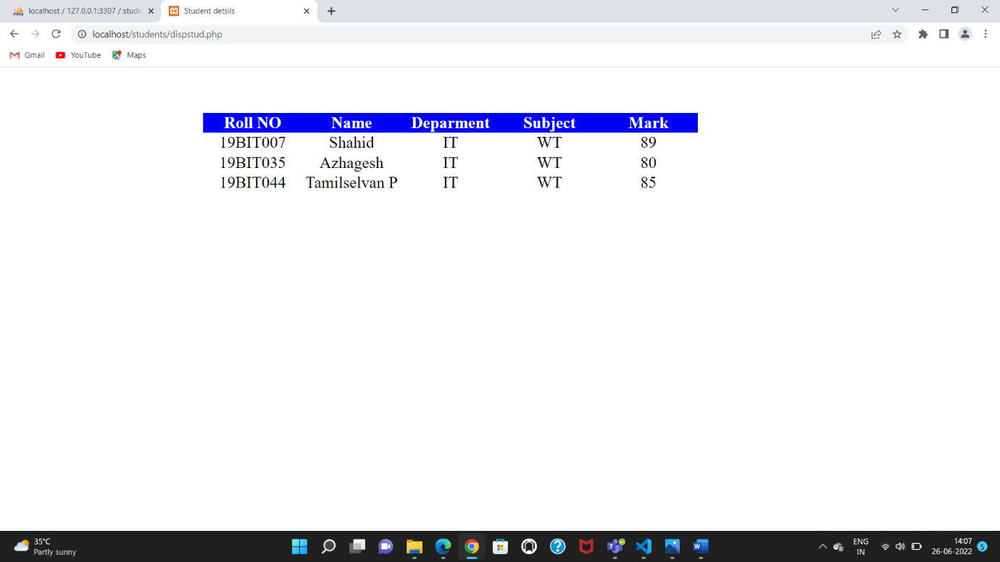 localhost / 127.0.0.1:3307 / stude
Student detsils
localhost/students/dispstud.php
Gmail YouTube Maps
Roll NO Name Deparment Subject Mark
19BIT007 Shahid IT WT 89
19BIT035 Azhagesh IT WT 80
19BIT044 Tamilselvan P IT WT 85
35°C
Partly sunny
ENG
IN
14:07
26-06-2022
5